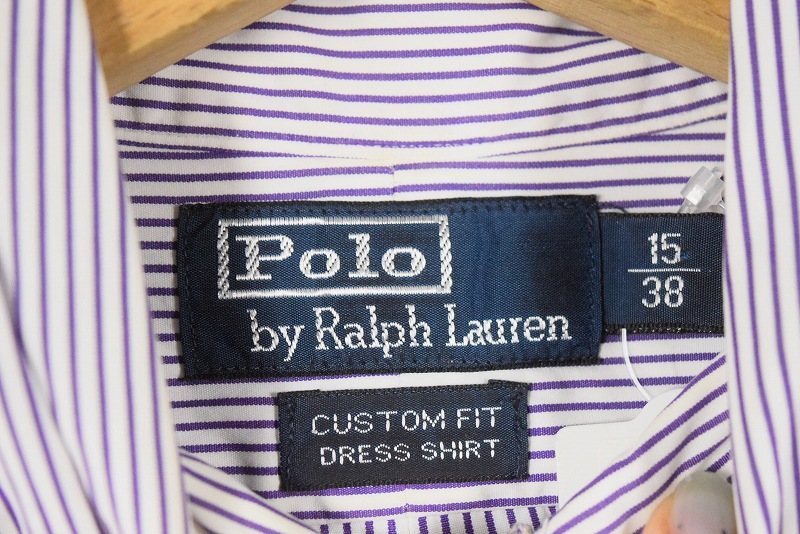 Polo
by Ralph Lauren
15
38
CUSTOM FIT
DRESS SHIRT